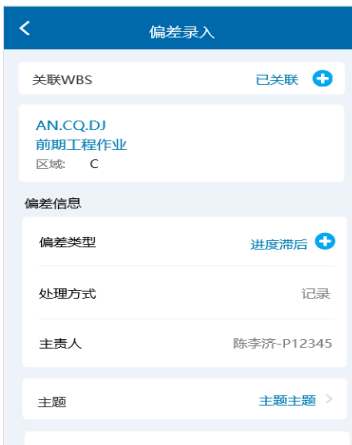 偏差录入
关联WBS 已关联
AN.CQ.DJ
前期工程作业
区域: C
偏差信息
偏差类型 进度滞后
处理方式 记录
主责人 陈李济-P12345
主题 主题主题